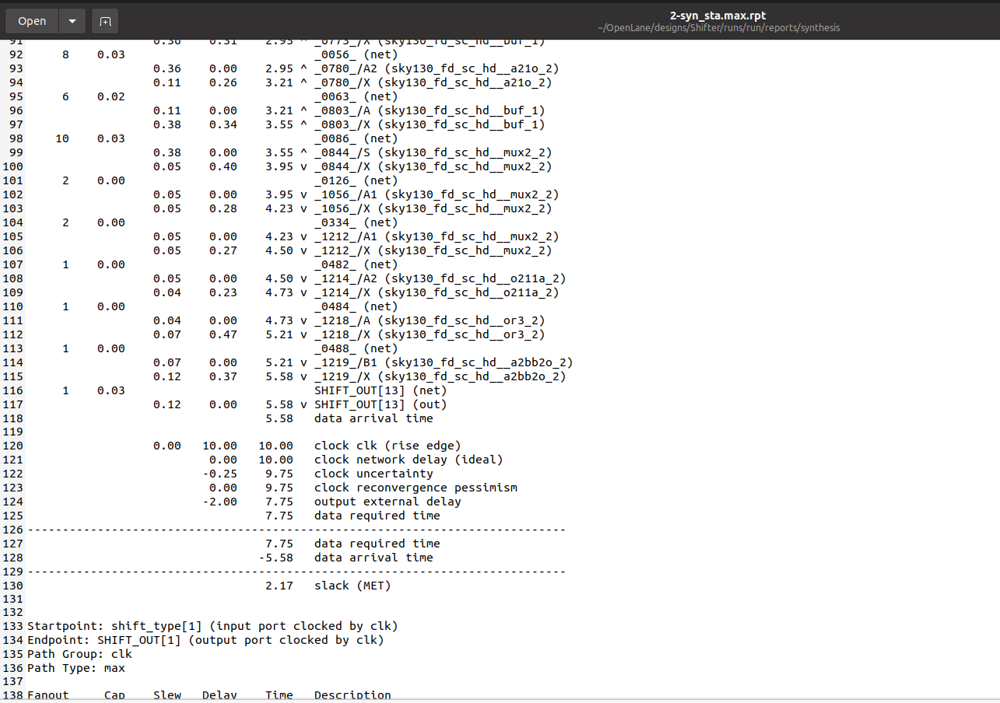 Open
2-syn_sta.max.rpt
~/OpenLane/designs/Shifter/runs/run/reports/synthesis
91 0.36 0.31 2.95 ^ _0773_/X (sky130_fd_sc_hd__buf_1)
92 8 0.03 _0056_ (net)
93 0.36 0.00 2.95 ^ _0780_/A2 (sky130_fd_sc_hd__a21o_2)
94 0.11 0.26 3.21 ^ _0780_/X (sky130_fd_sc_hd__a21o_2)
95 6 0.02 _0063_ (net)
96 0.11 0.00 3.21 ^ _0803_/A (sky130_fd_sc_hd__buf_1)
97 0.38 0.34 3.55 ^ _0803_/X (sky130_fd_sc_hd__buf_1)
98 10 0.03 _0086_ (net)
99 0.38 0.00 3.55 ^ _0844_/S (sky130_fd_sc_hd__mux2_2)
100 0.05 0.40 3.95 v _0844_/X (sky130_fd_sc_hd__mux2_2)
101 2 0.00 _0126_ (net)
102 0.05 0.00 3.95 v _1056_/A1 (sky130_fd_sc_hd__mux2_2)
103 0.05 0.28 4.23 v _1056_/X (sky130_fd_sc_hd__mux2_2)
104 2 0.00 _0334_ (net)
105 0.05 0.00 4.23 v _1212_/A1 (sky130_fd_sc_hd__mux2_2)
106 0.05 0.27 4.50 v _1212_/X (sky130_fd_sc_hd__mux2_2)
107 1 0.00 _0482_ (net)
108 0.05 0.00 4.50 v _1214_/A2 (sky130_fd_sc_hd__o211a_2)
109 0.04 0.23 4.73 v _1214_/X (sky130_fd_sc_hd__o211a_2)
110 1 0.00 _0484_ (net)
111 0.04 0.00 4.73 v _1218_/A (sky130_fd_sc_hd__or3_2)
112 0.07 0.47 5.21 v _1218_/X (sky130_fd_sc_hd__or3_2)
113 1 0.00 _0488_ (net)
114 0.07 0.00 5.21 v _1219_/B1 (sky130_fd_sc_hd__a2bb2o_2)
115 0.12 0.37 5.58 v _1219_/X (sky130_fd_sc_hd__a2bb2o_2)
116 1 0.03 SHIFT_OUT[13] (net)
117 0.12 0.00 5.58 v SHIFT_OUT[13] (out)
118 5.58 data arrival time
119
120 0.00 10.00 10.00 clock clk (rise edge)
121 0.00 10.00 clock network delay (ideal)
122 -0.25 9.75 clock uncertainty
123 0.00 9.75 clock reconvergence pessimism
124 -2.00 7.75 output external delay
125 7.75 data required time
126 -----------------------------------------------------------------------------
127 7.75 data required time
128 -5.58 data arrival time
129 -----------------------------------------------------------------------------
130 2.17 slack (MET)
131
132
133 Startpoint: shift_type[1] (input port clocked by clk)
134 Endpoint: SHIFT_OUT[1] (output port clocked by clk)
135 Path Group: clk
136 Path Type: max
137
138 Fanout Cap Slew Delay Time Description